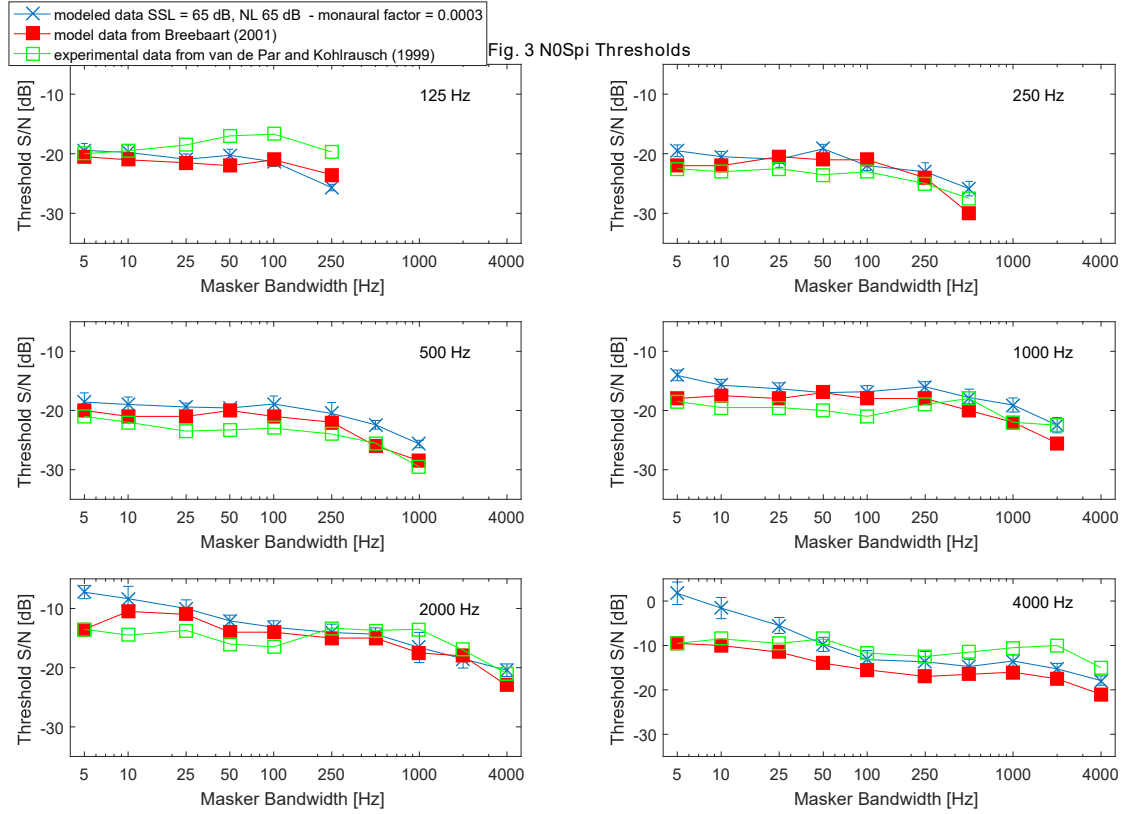 modeled data SSL = 65 dB, NL 65 dB - monaural factor = 0.0003
model data from Breebaart (2001)
experimental data from van de Par and Kohlrausch (1999)
Fig. 3 N0Spi Thresholds
125 Hz
Threshold S/N [dB]
-10
-20
-30
5 10 25 50 100 250 1000 4000
Masker Bandwidth [Hz]
250 Hz
Threshold S/N [dB]
-10
-20
-30
5 10 25 50 100 250 1000 4000
Masker Bandwidth [Hz]
500 Hz
Threshold S/N [dB]
-10
-20
-30
5 10 25 50 100 250 1000 4000
Masker Bandwidth [Hz]
1000 Hz
Threshold S/N [dB]
-10
-20
-30
5 10 25 50 100 250 1000 4000
Masker Bandwidth [Hz]
2000 Hz
Threshold S/N [dB]
-10
-20
-30
5 10 25 50 100 250 1000 4000
Masker Bandwidth [Hz]
4000 Hz
Threshold S/N [dB]
0
-10
-20
-30
5 10 25 50 100 250 1000 4000
Masker Bandwidth [Hz]